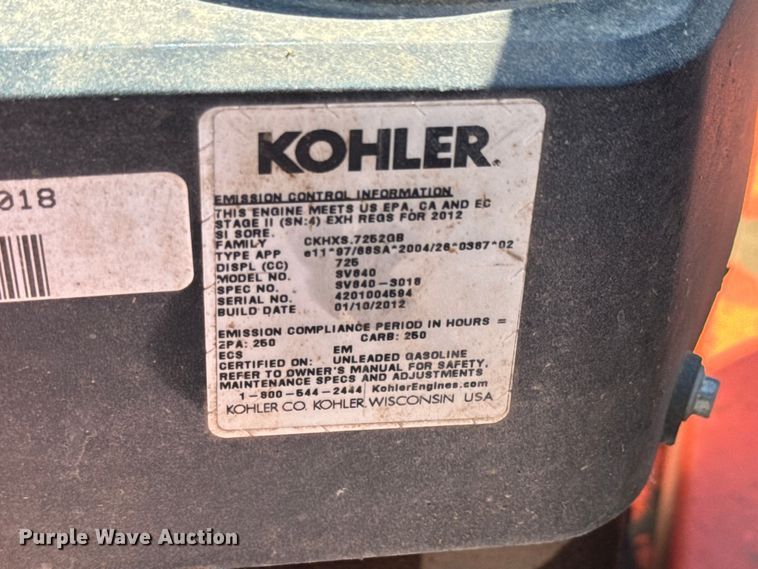 KOHLER.
EMISSION CONTROL INFORMATION
THIS ENGINE MEETS US EPA, CA AND EC
STAGE II (SN:4) EXH REGS FOR 2012
SI SORE.
FAMILY CKHXS.7252GB
TYPE APP e11*97/68SA*2004/26*0387*02
DISPL (CC) 725
MODEL NO. SV840
SPEC NO. SV840-3018
SERIAL NO. 4201004594
BUILD DATE 01/10/2012
EMISSION COMPLIANCE PERIOD IN HOURS =
EPA: 250 CARB: 250
ECS EM
CERTIFIED ON: UNLEADED GASOLINE
REFER TO OWNER'S MANUAL FOR SAFETY,
MAINTENANCE SPECS AND ADJUSTMENTS
1-800-544-2444 KohlerEngines.com
KOHLER CO. KOHLER, WISCONSIN USA
018
Purple Wave Auction